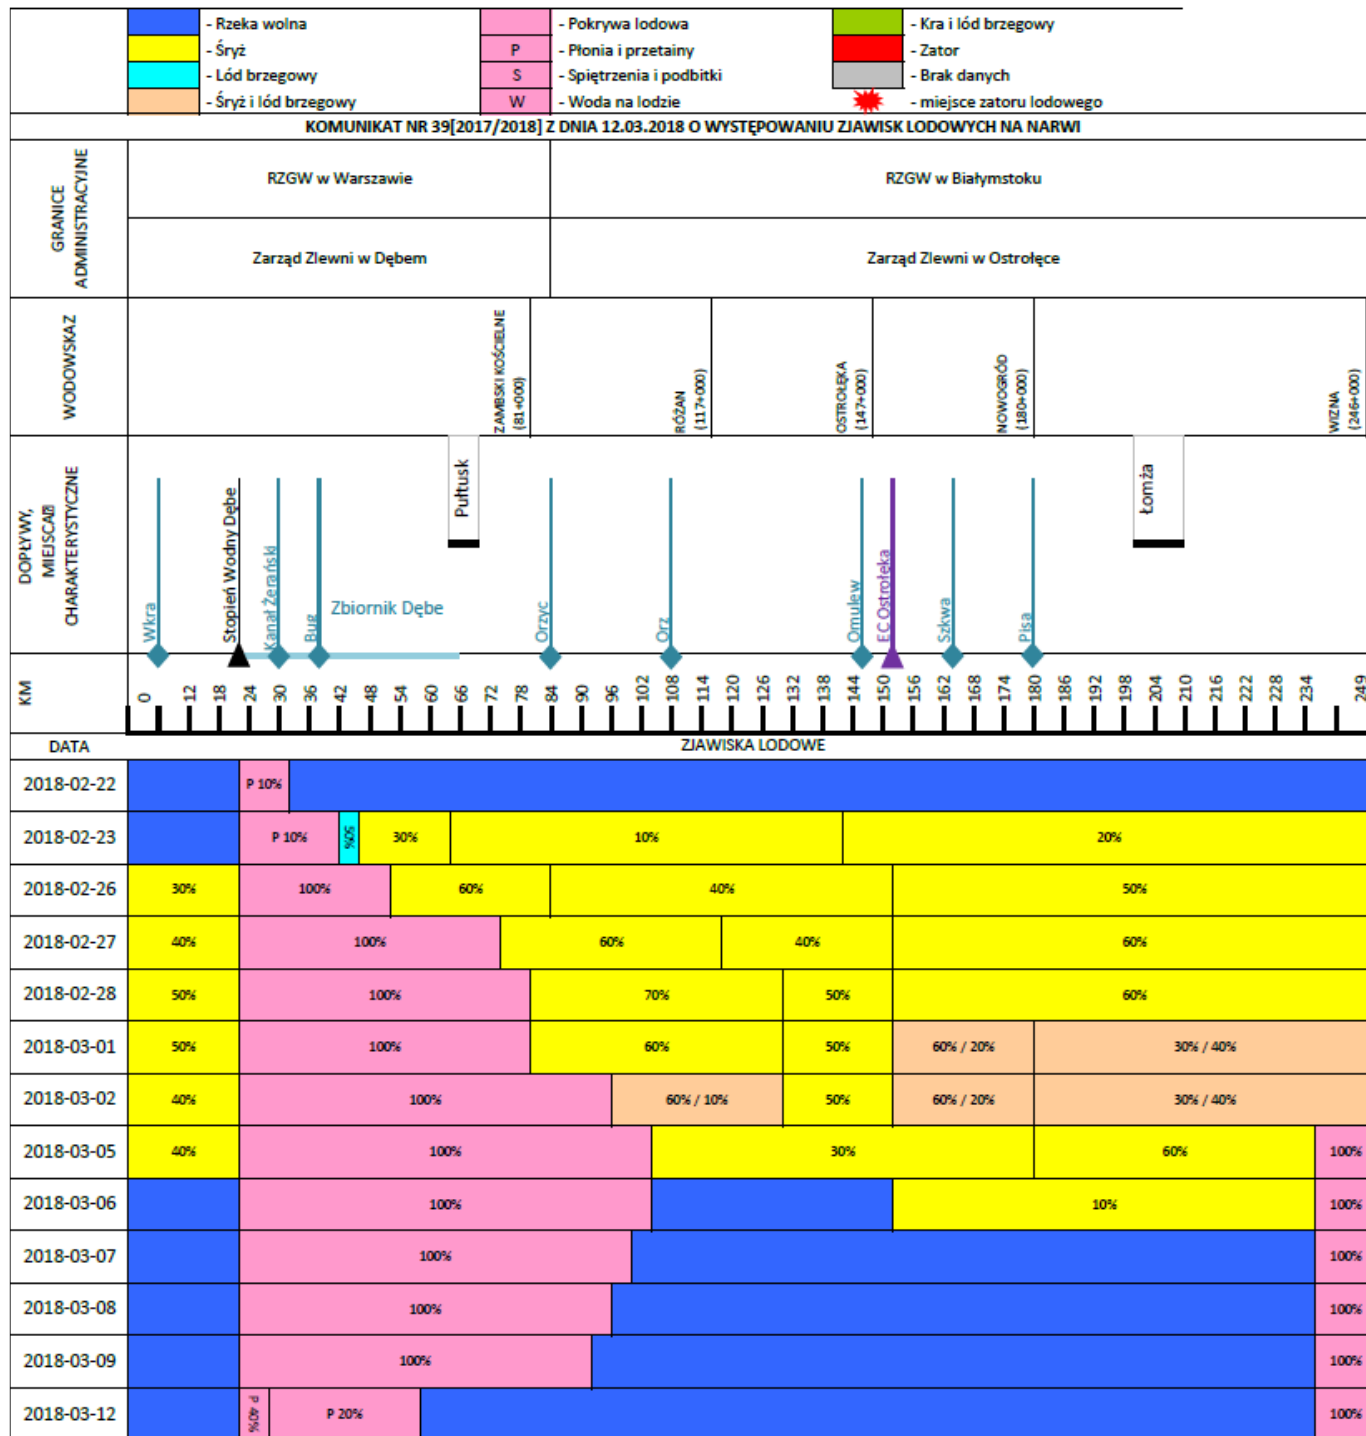 - Rzeka wolna
- Śryż
- Lód brzegowy
- Śryż i lód brzegowy
- Pokrywa lodowa
P - Płonia i przetainy
S - Spiętrzenia i podbitki
W - Woda na lodzie
- Kra i lód brzegowy
- Zator
- Brak danych
- miejsce zatoru lodowego
KOMUNIKAT NR 39[2017/2018] Z DNIA 12.03.2018 O WYSTĘPOWANIU ZJAWISK LODOWYCH NA NARWI
GRANICE
ADMINISTRACYJNE
RZGW w Warszawie
RZGW w Białymstoku
Zarząd Zlewni w Dębem
Zarząd Zlewni w Ostrołęce
WODOWSKAZ
ZAMBSKI KOŚCIELNE
(81+000)
RÓŻAN
(117+000)
OSTROŁĘKA
(147+000)
NOWOGRÓD
(180+000)
WIZNA
(246+000)
DOPŁYWY,
MIEJSCA
CHARAKTERYSTYCZNE
Wkra
Stopień Wodny Dębe
Kanał Żerański
Bug
Zbiornik Dębe
Pułtusk
Orzyc
Orz
Omulew
EC Ostrołęka
Szkwa
Pisa
Łomża
KM
0 12 18 24 30 36 42 48 54 60 66 72 78 84 90 96 102 108 114 120 126 132 138 144 150 156 162 168 174 180 186 192 198 204 210 216 222 228 234 249
DATA ZJAWISKA LODOWE
2018-02-22 P 10%
2018-02-23 P 10% 50% 30% 10% 20%
2018-02-26 30% 100% 60% 40% 50%
2018-02-27 40% 100% 60% 40% 60%
2018-02-28 50% 100% 70% 50% 60%
2018-03-01 50% 100% 60% 50% 60% / 20% 30% / 40%
2018-03-02 40% 100% 60% / 10% 50% 60% / 20% 30% / 40%
2018-03-05 40% 100% 30% 60% 100%
2018-03-06 100% 10% 100%
2018-03-07 100% 100%
2018-03-08 100% 100%
2018-03-09 100% 100%
2018-03-12 P 40% P 20% 100%